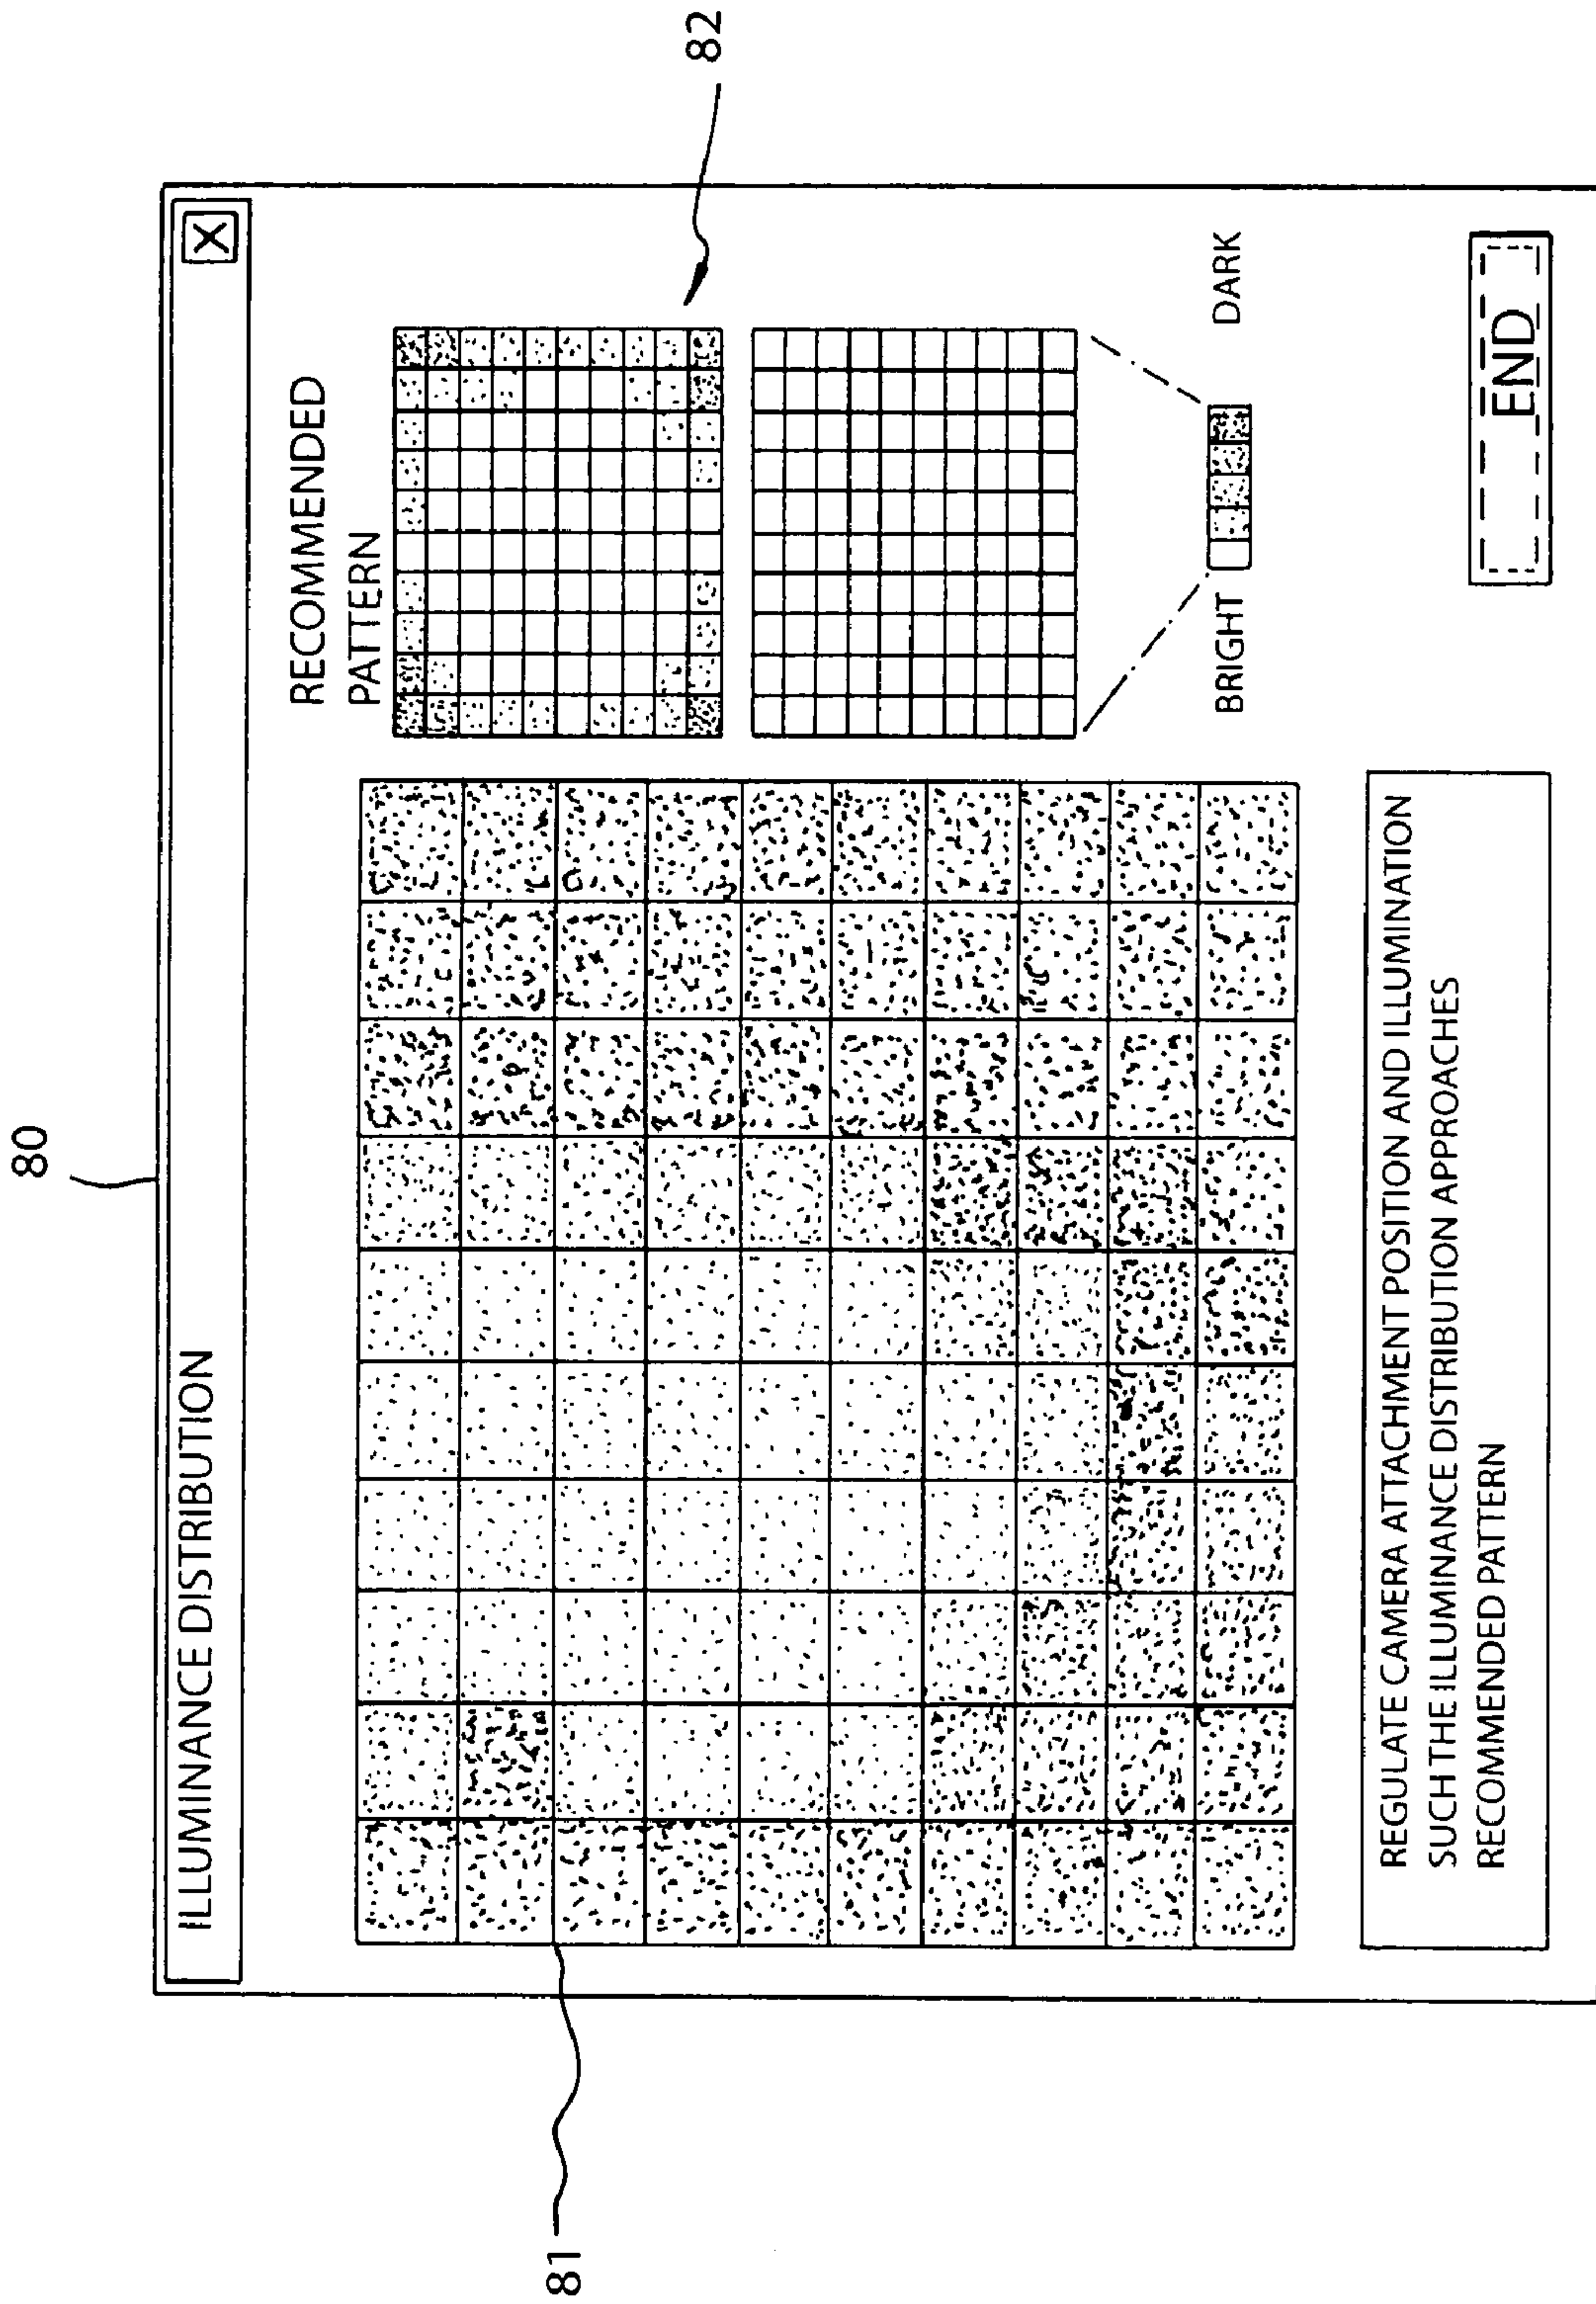 80
ILLUMINANCE DISTRIBUTION
X
RECOMMENDED
PATTERN
82
81
BRIGHT
DARK
REGULATE CAMERA ATTACHMENT POSITION AND ILLUMINATION
SUCH THE ILLUMINANCE DISTRIBUTION APPROACHES
RECOMMENDED PATTERN
END